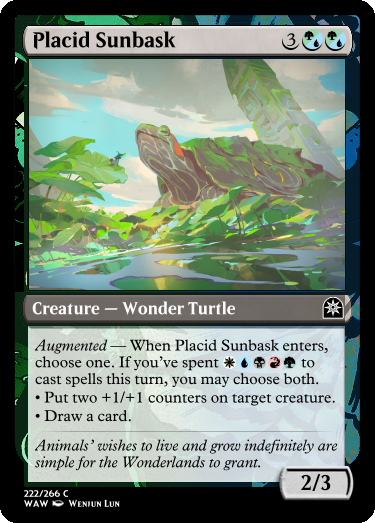 Placid Sunbask 3
Creature — Wonder Turtle
Augmented — When Placid Sunbask enters,
choose one. If you've spent to
cast spells this turn, you may choose both.
• Put two +1/+1 counters on target creature.
• Draw a card.
Animals' wishes to live and grow indefinitely are
simple for the Wonderlands to grant.
2/3
222/266 C
WAW Wenjun Lun